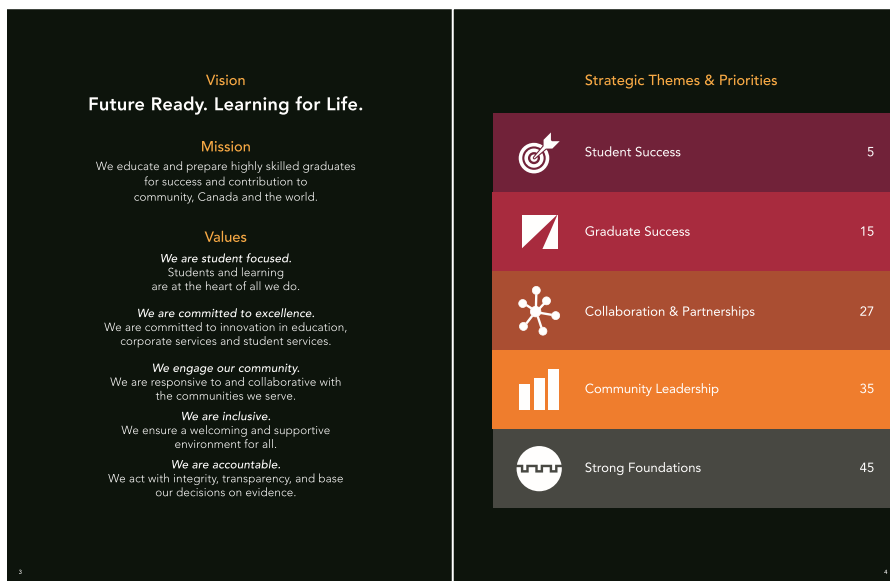 Vision
Future Ready. Learning for Life.
Mission
We educate and prepare highly skilled graduates
for success and contribution to
community, Canada and the world.
Values
We are student focused.
Students and learning
are at the heart of all we do.
We are committed to excellence.
We are committed to innovation in education,
corporate services and student services.
We engage our community.
We are responsive to and collaborative with
the communities we serve.
We are inclusive.
We ensure a welcoming and supportive
environment for all.
We are accountable.
We act with integrity, transparency, and base
our decisions on evidence.
3
Strategic Themes & Priorities
Student Success 5
Graduate Success 15
Collaboration & Partnerships 27
Community Leadership 35
Strong Foundations 45
4